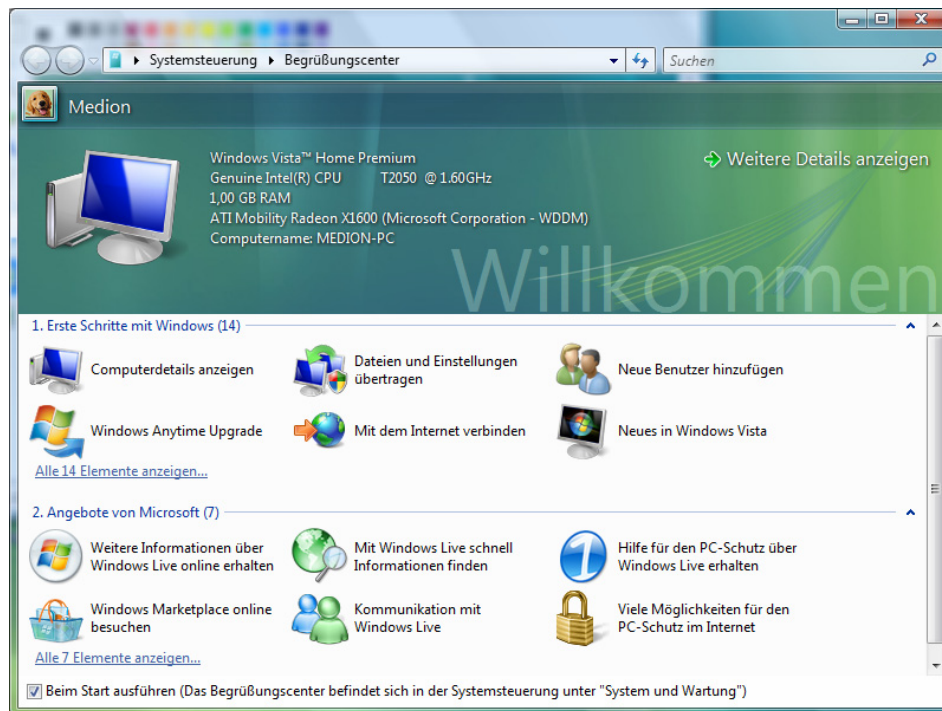 Systemsteuerung ▸ Begrüßungscenter
Suchen
Medion
Windows Vista™ Home Premium
Genuine Intel(R) CPU T2050 @ 1.60GHz
1,00 GB RAM
ATI Mobility Radeon X1600 (Microsoft Corporation - WDDM)
Computername: MEDION-PC
Weitere Details anzeigen
Willkommen
1. Erste Schritte mit Windows (14)
Computerdetails anzeigen
Dateien und Einstellungen
übertragen
Neue Benutzer hinzufügen
Windows Anytime Upgrade
Mit dem Internet verbinden
Neues in Windows Vista
Alle 14 Elemente anzeigen...
2. Angebote von Microsoft (7)
Weitere Informationen über
Windows Live online erhalten
Mit Windows Live schnell
Informationen finden
Hilfe für den PC-Schutz über
Windows Live erhalten
Windows Marketplace online
besuchen
Kommunikation mit
Windows Live
Viele Möglichkeiten für den
PC-Schutz im Internet
Alle 7 Elemente anzeigen...
Beim Start ausführen (Das Begrüßungscenter befindet sich in der Systemsteuerung unter "System und Wartung")